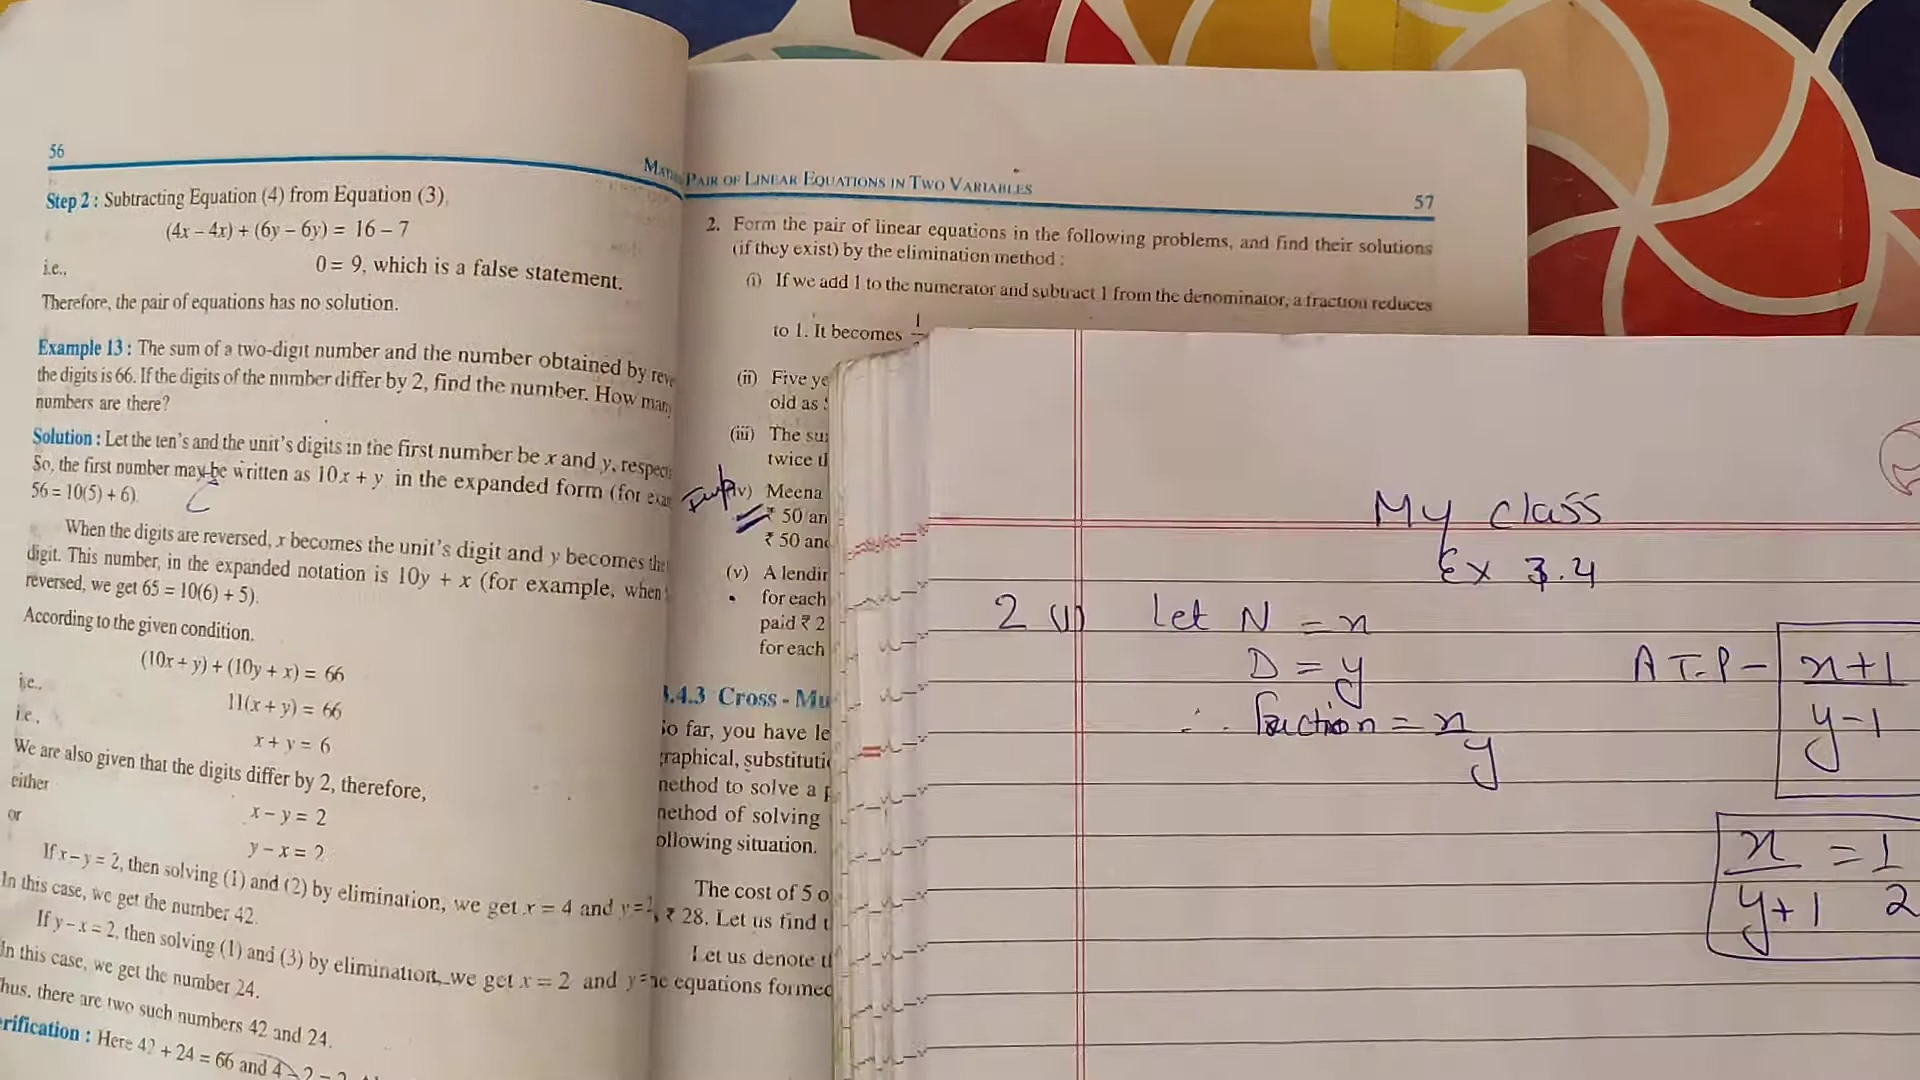 56
Step 2 : Subtracting Equation (4) from Equation (3),
(4x – 4x) + (6y – 6y) = 16 – 7
i.e., 0 = 9, which is a false statement.
Therefore, the pair of equations has no solution.
Example 13 : The sum of a two-digit number and the number obtained by
the digits is 66. If the digits of the number differ by 2, find the number. How
numbers are there?
Solution : Let the ten's and the unit's digits in the first number be x and y,
So, the first number may be written as 10x + y in the expanded form (for
56 = 10(5) + 6).
When the digits are reversed, x becomes the unit's digit and y becomes
digit. This number, in the expanded notation is 10y + x (for example, when
reversed, we get 65 = 10(6) + 5).
According to the given condition.
(10x + y) + (10y + x) = 66
i.e., 11(x + y) = 66
i.e., x + y = 6
We are also given that the digits differ by 2, therefore,
either x – y = 2
or y – x = 2
If x – y = 2, then solving (1) and (2) by elimination, we get x = 4 and y =
In this case, we get the number 42.
If y – x = 2, then solving (1) and (3) by elimination, we get x = 2 and y =
In this case, we get the number 24.
Thus, there are two such numbers 42 and 24.
Here 42 + 24 = 66 and 4 – 2 = 2
PAIR OF LINEAR EQUATIONS IN TWO VARIABLES 57
2. Form the pair of linear equations in the following problems, and find their solutions
(if they exist) by the elimination method :
(i) If we add 1 to the numerator and subtract 1 from the denominator, a fraction reduces
to 1. It becomes 1
(ii) Five
old as
(iii) The
twice
Imp (iv) Meena
₹ 50
₹ 50
(v) A
for each
paid ₹ 2
for each
3.4.3 Cross -
So far, you have
method to solve a
method of solving
following situation.
The cost of 5
₹ 28. Let us find
Let us denote
equations formed
My class
Ex 3.4
2 (i) Let N = x
D = y
∴ Fraction = x/y
A T.P – x+1
y–1
x = 1
y+1 2